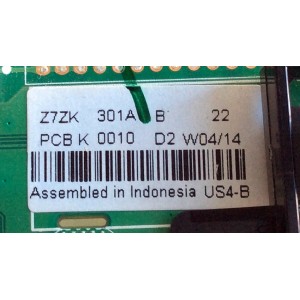 Z7ZK 301A B 22
PCB K 0010 D2 W04/14
Assembled in Indonesia US4-B